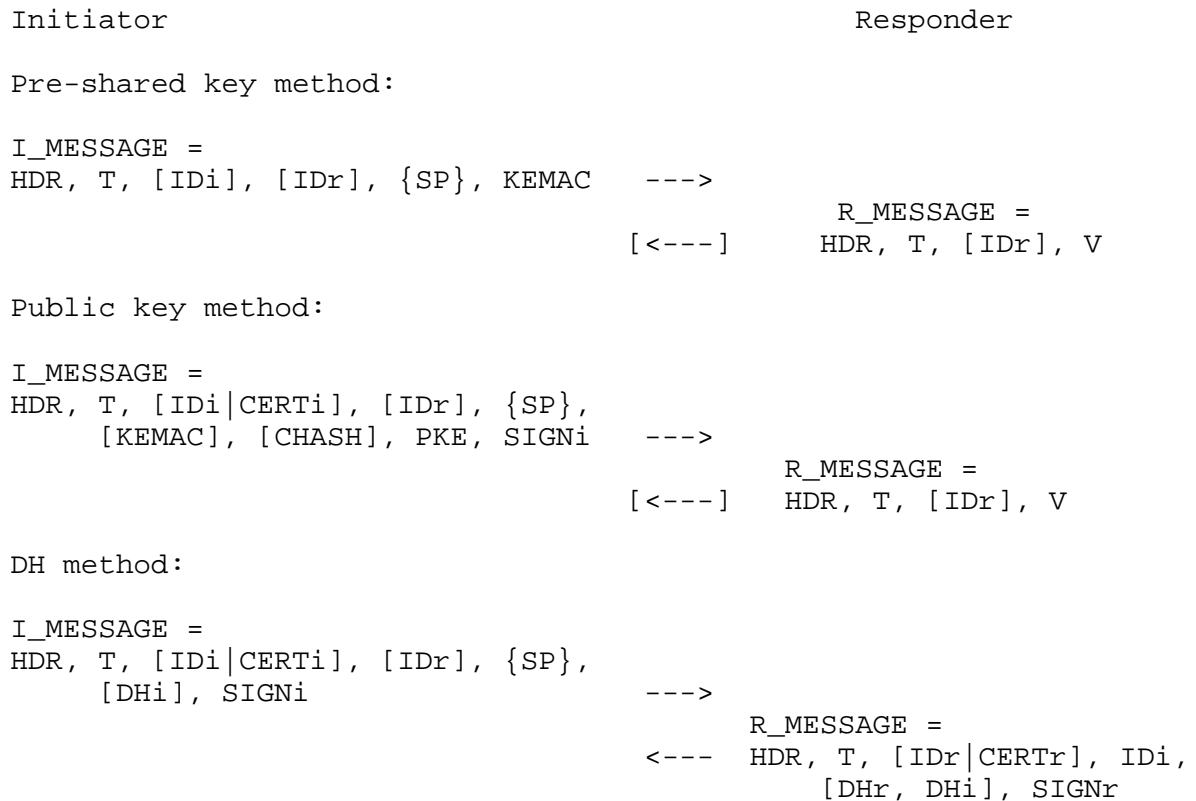 Initiator Responder
Pre-shared key method:
I_MESSAGE =
HDR, T, [IDi], [IDr], {SP}, KEMAC --->
R_MESSAGE =
[<---] HDR, T, [IDr], V
Public key method:
I_MESSAGE =
HDR, T, [IDi|CERTi], [IDr], {SP},
[KEMAC], [CHASH], PKE, SIGNi --->
R_MESSAGE =
[<---] HDR, T, [IDr], V
DH method:
I_MESSAGE =
HDR, T, [IDi|CERTi], [IDr], {SP},
[DHi], SIGNi --->
R_MESSAGE =
<--- HDR, T, [IDr|CERTr], IDi,
[DHr, DHi], SIGNr